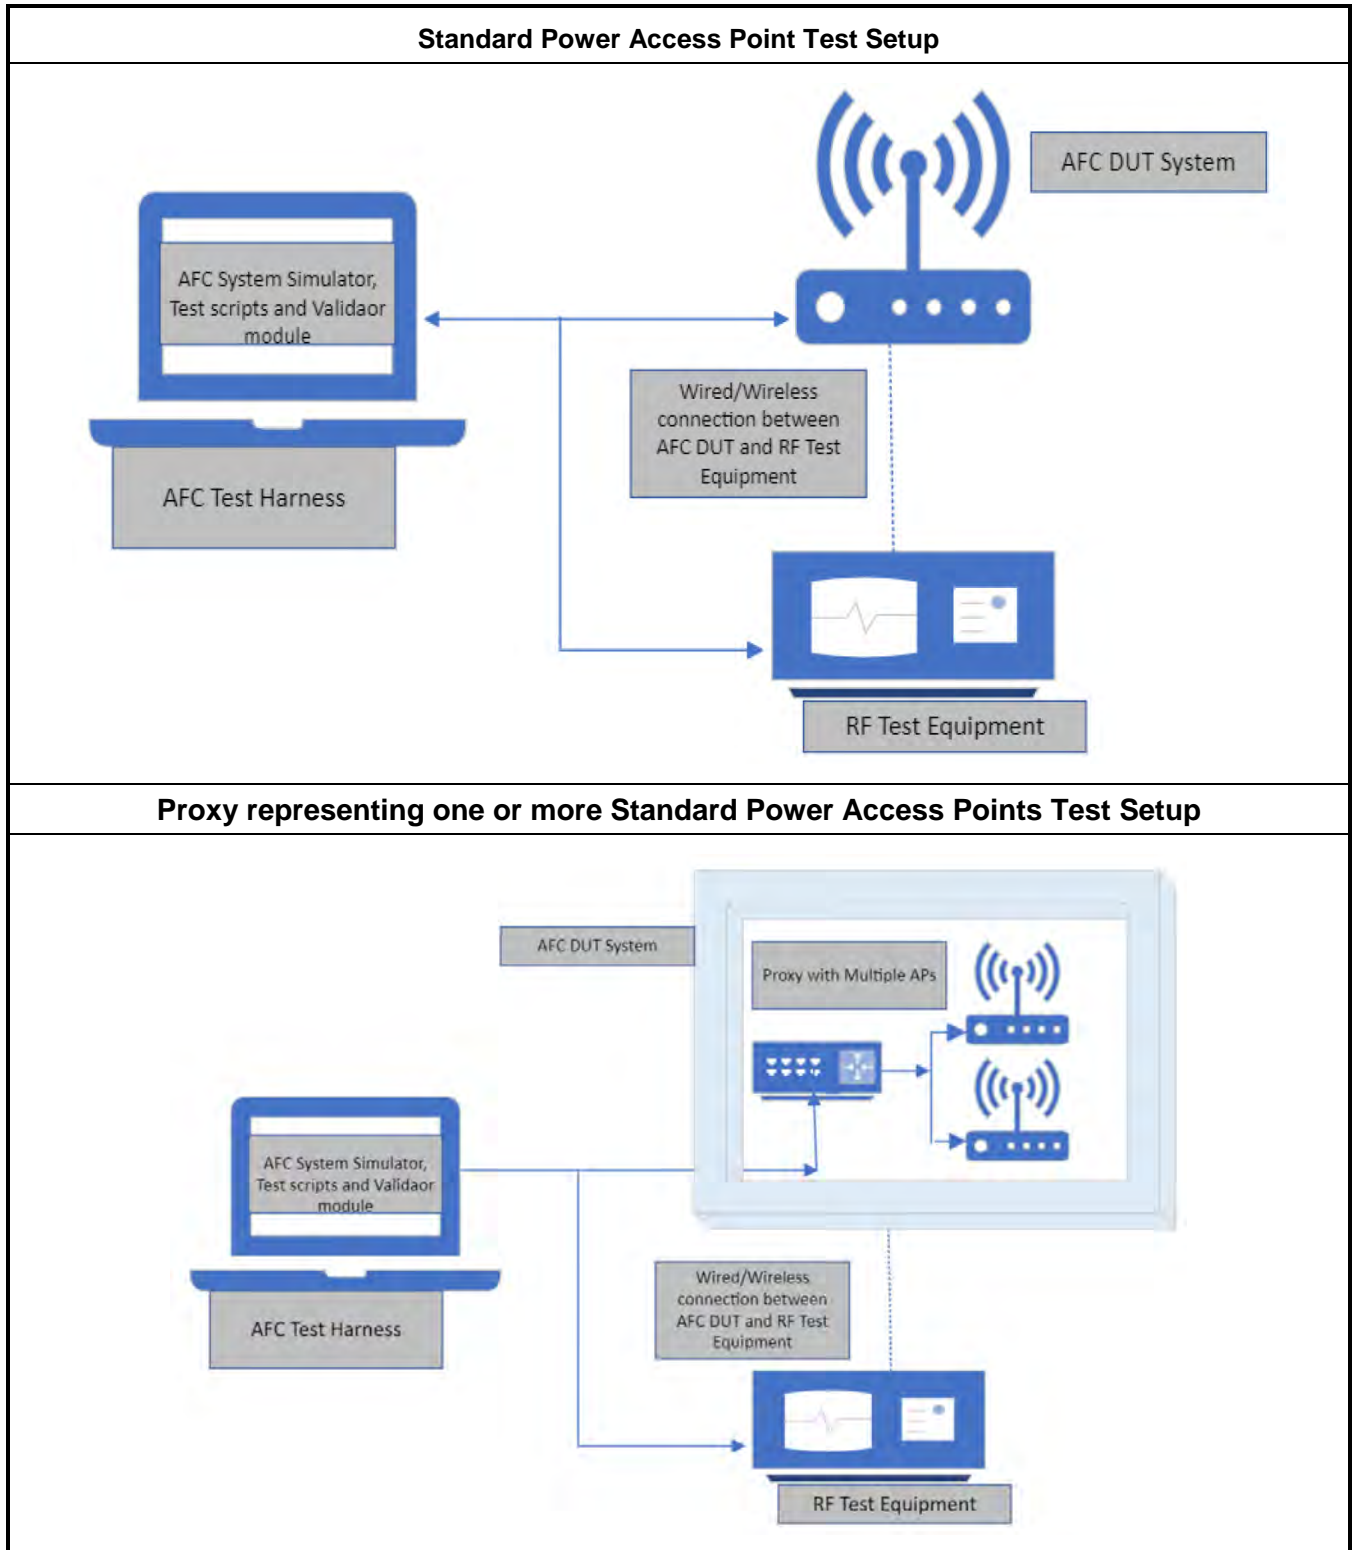 Standard Power Access Point Test Setup
AFC DUT System
AFC System Simulator,
Test scripts and Validaor
module
Wired/Wireless
connection between
AFC DUT and RF Test
Equipment
AFC Test Harness
RF Test Equipment
Proxy representing one or more Standard Power Access Points Test Setup
AFC DUT System
Proxy with Multiple APs
AFC System Simulator,
Test scripts and Validaor
module
Wired/Wireless
connection between
AFC DUT and RF Test
Equipment
AFC Test Harness
RF Test Equipment